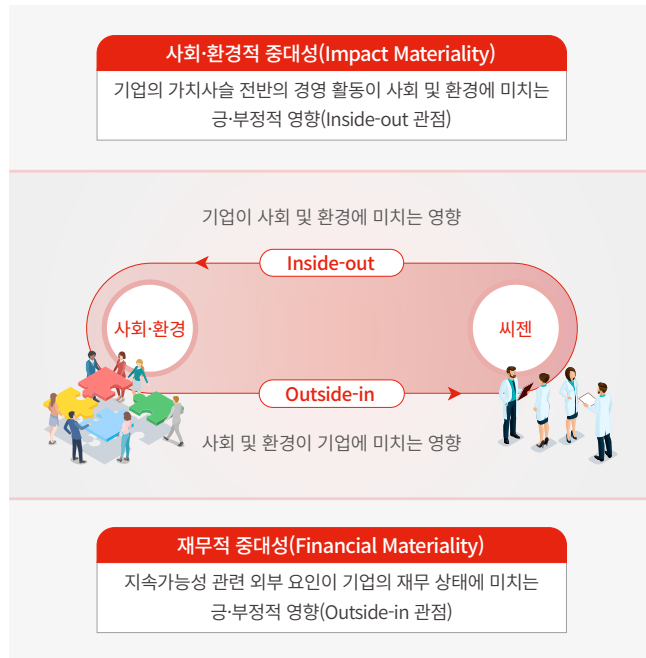 사회·환경적 중대성(Impact Materiality)
기업의 가치사슬 전반의 경영 활동이 사회 및 환경에 미치는
긍·부정적 영향(Inside-out 관점)
기업이 사회 및 환경에 미치는 영향
Inside-out
사회·환경
씨젠
Outside-in
사회 및 환경이 기업에 미치는 영향
재무적 중대성(Financial Materiality)
지속가능성 관련 외부 요인이 기업의 재무 상태에 미치는
긍·부정적 영향(Outside-in 관점)